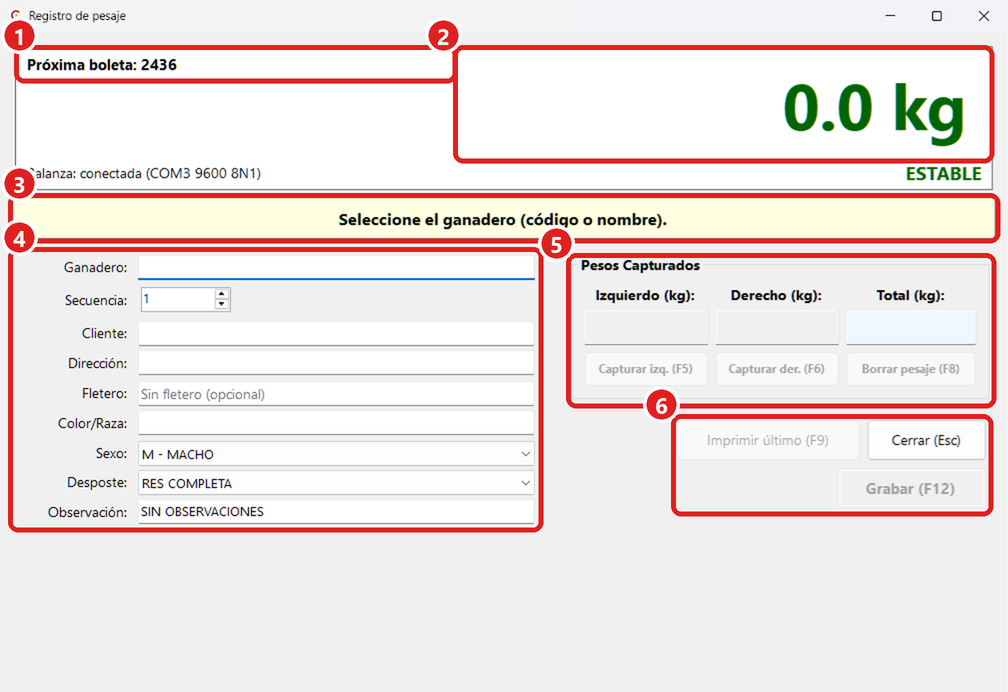 Registro de pesaje
1
2
Próxima boleta: 2436
0.0 kg
Balanza: conectada (COM3 9600 8N1)
ESTABLE
3
Seleccione el ganadero (código o nombre).
4
Ganadero:
Secuencia: 1
Cliente:
Dirección:
Fletero: Sin fletero (opcional)
Color/Raza:
Sexo: M - MACHO
Desposte: RES COMPLETA
Observación: SIN OBSERVACIONES
5
Pesos Capturados
Izquierdo (kg): Derecho (kg): Total (kg):
Capturar izq. (F5) Capturar der. (F6) Borrar pesaje (F8)
6
Imprimir último (F9) Cerrar (Esc)
Grabar (F12)